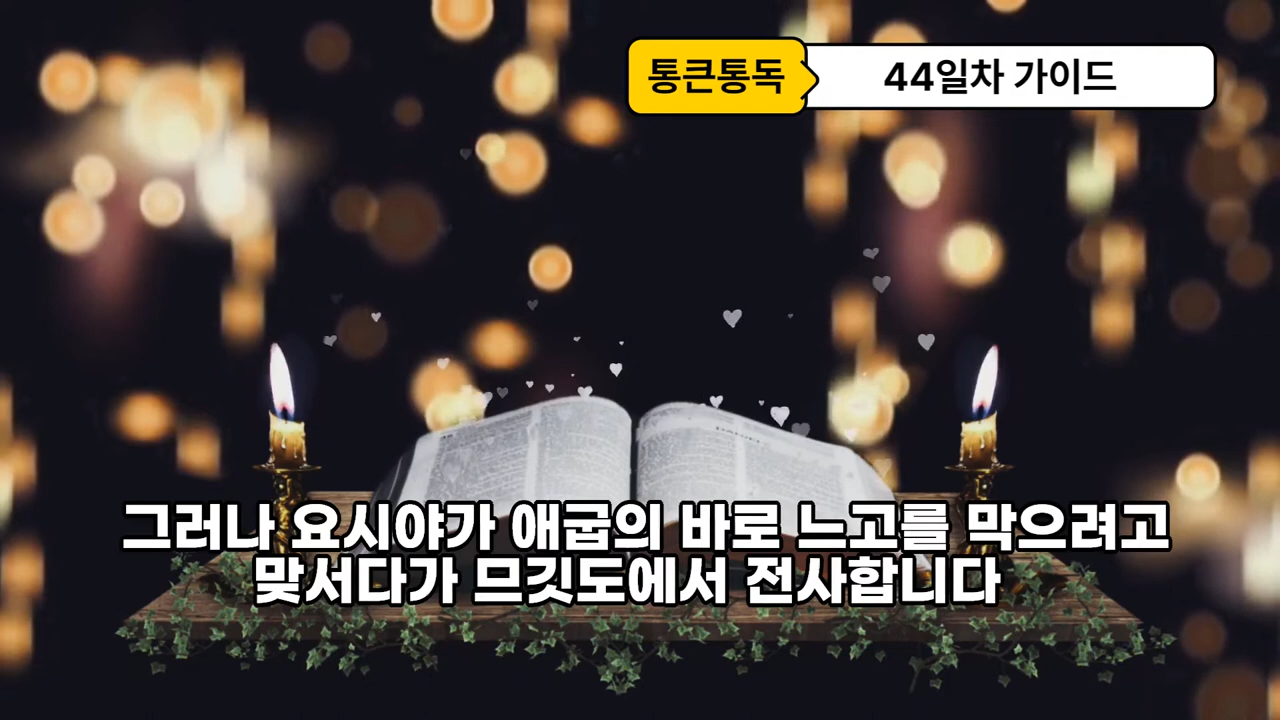 통큰통독
44일차 가이드
그러나 요시야가 애굽의 바로 느고를 막으려고
맞서다가 므깃도에서 전사합니다